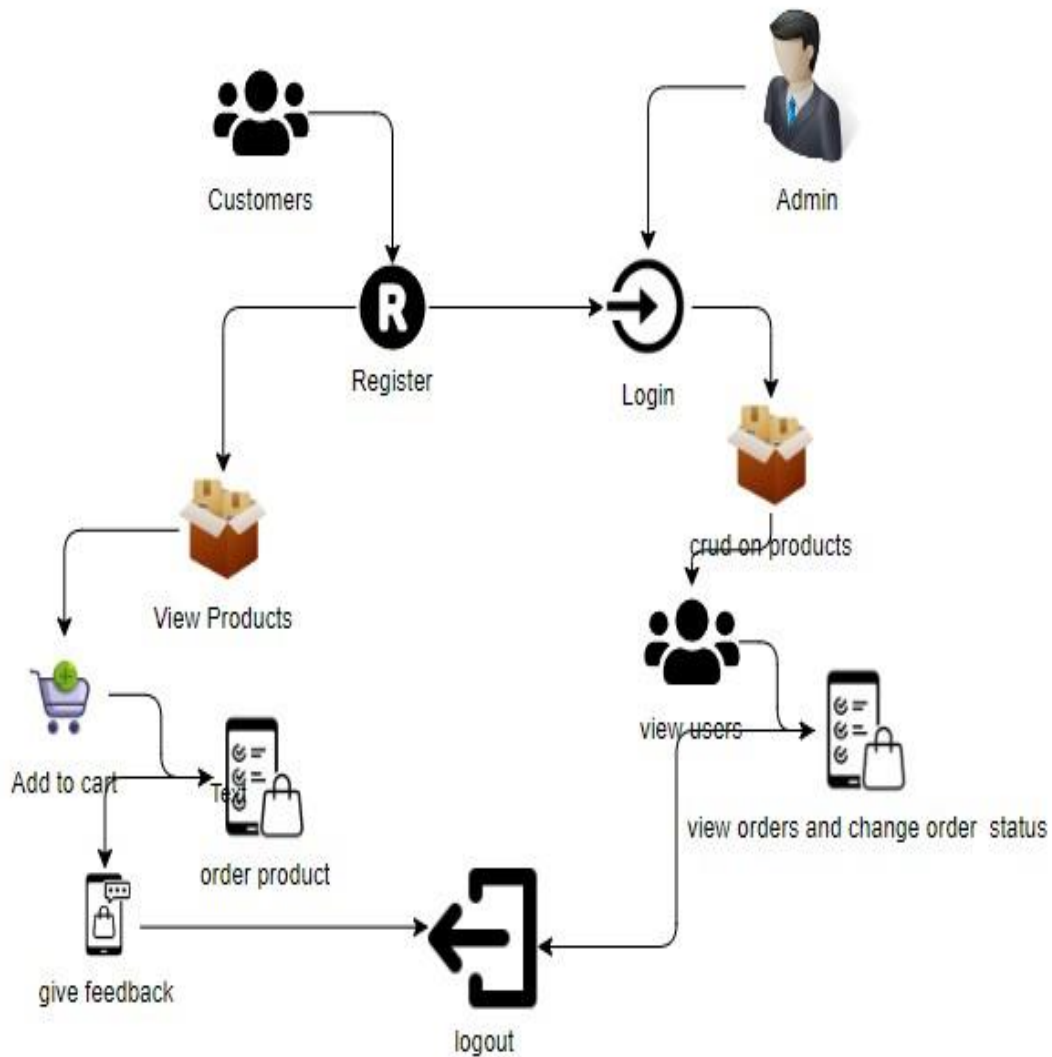 Customers
Admin
R
Register
Login
crud on products
View Products
view users
Add to cart
Text
view orders and change order status
order product
give feedback
logout